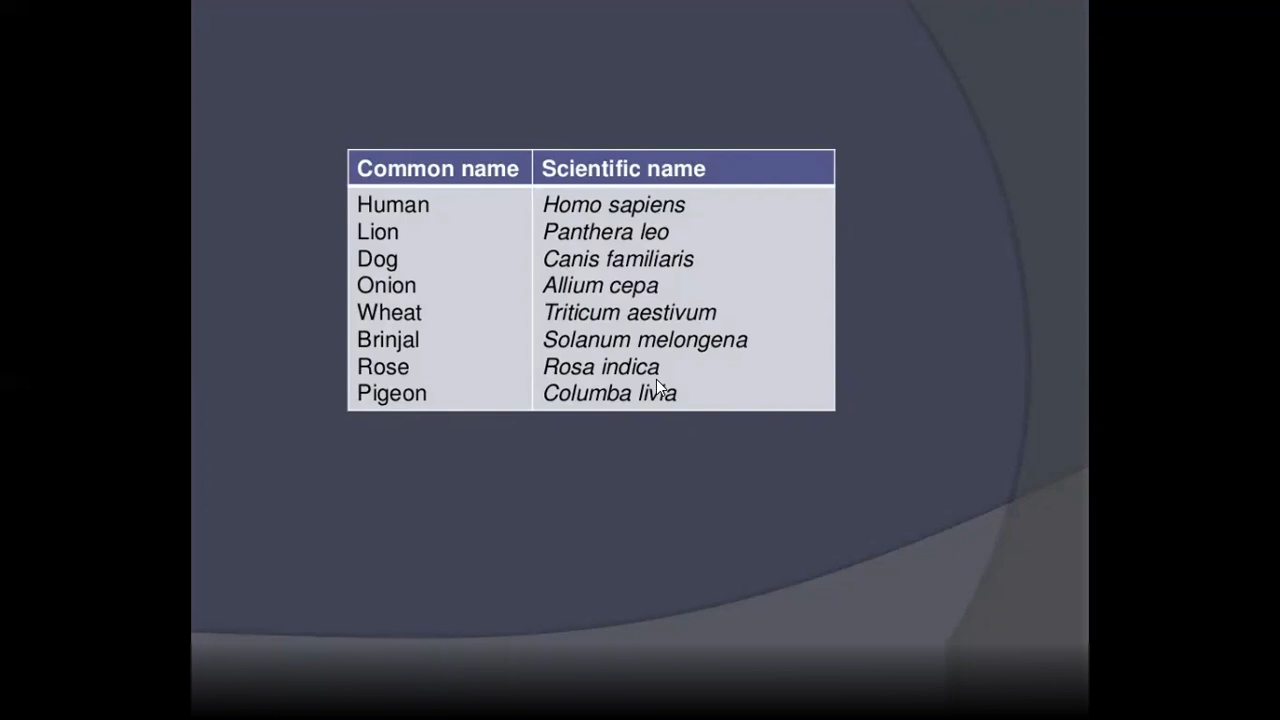 Common name Scientific name
Human Homo sapiens
Lion Panthera leo
Dog Canis familiaris
Onion Allium cepa
Wheat Triticum aestivum
Brinjal Solanum melongena
Rose Rosa indica
Pigeon Columba livia